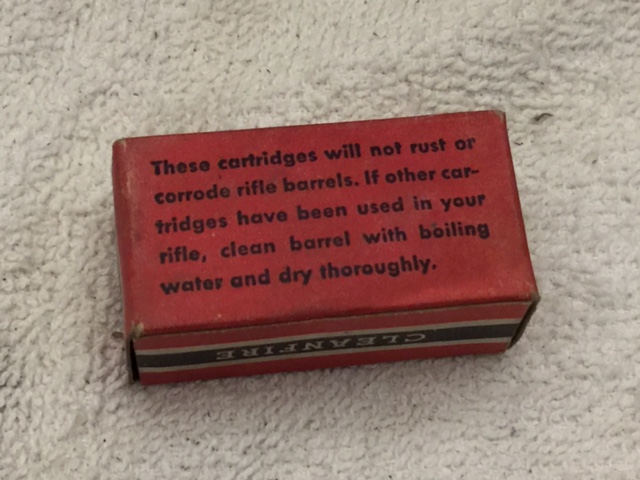 These cartridges will not rust or
corrode rifle barrels. If other car-
tridges have been used in your
rifle, clean barrel with boiling
water and dry thoroughly.
CLEANFIRE